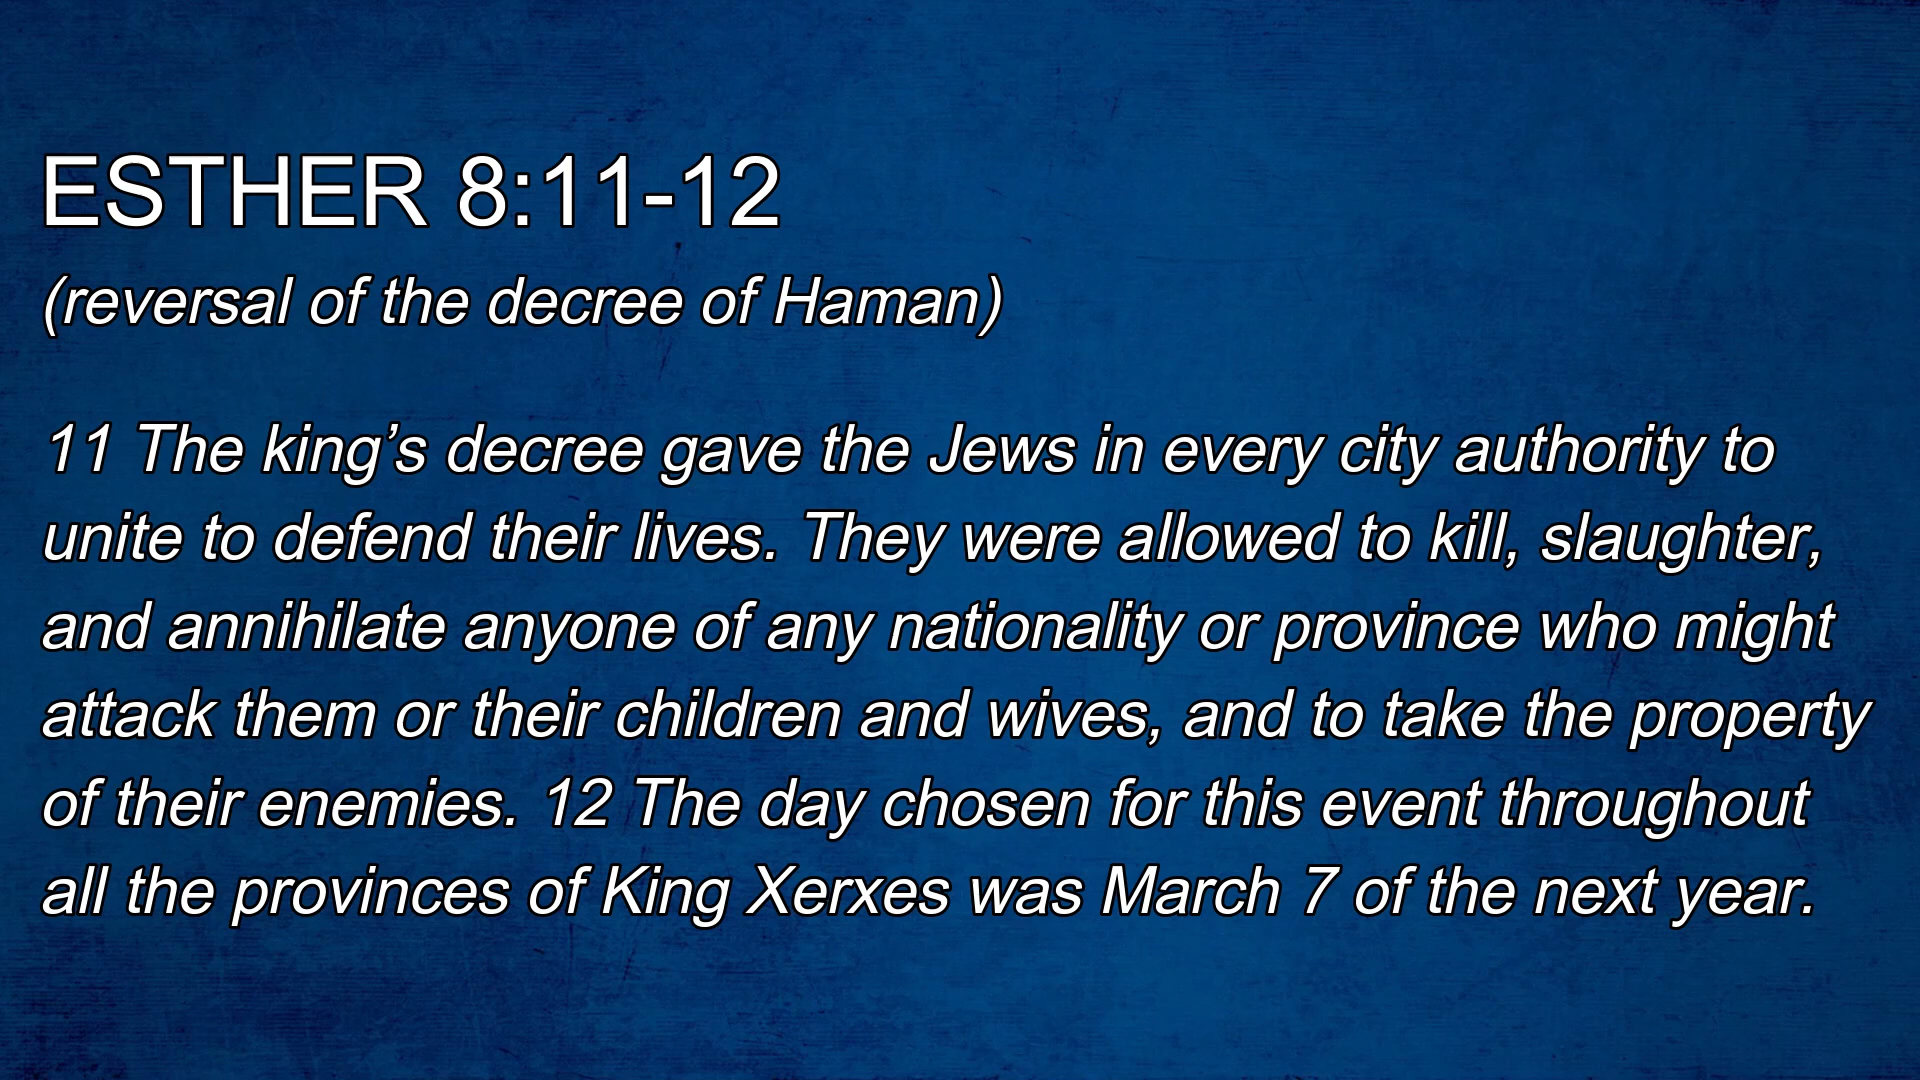 ESTHER 8:11-12
(reversal of the decree of Haman)
11 The king’s decree gave the Jews in every city authority to
unite to defend their lives. They were allowed to kill, slaughter,
and annihilate anyone of any nationality or province who might
attack them or their children and wives, and to take the property
of their enemies. 12 The day chosen for this event throughout
all the provinces of King Xerxes was March 7 of the next year.